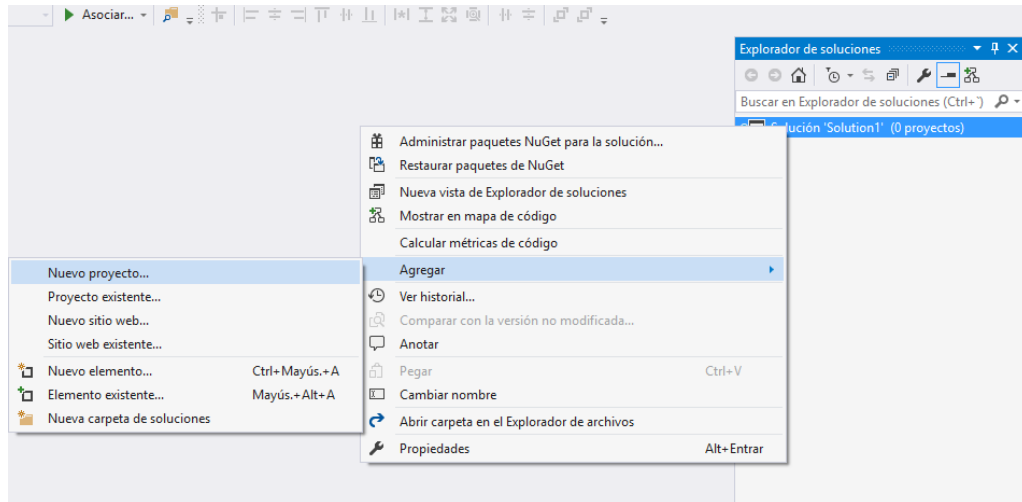 Asociar...
Explorador de soluciones
Buscar en Explorador de soluciones (Ctrl+¨)
Solución 'Solution1' (0 proyectos)
Administrar paquetes NuGet para la solución...
Restaurar paquetes de NuGet
Nueva vista de Explorador de soluciones
Mostrar en mapa de código
Calcular métricas de código
Agregar
Ver historial...
Comparar con la versión no modificada...
Anotar
Pegar Ctrl+V
Cambiar nombre
Abrir carpeta en el Explorador de archivos
Propiedades Alt+Entrar
Nuevo proyecto...
Proyecto existente...
Nuevo sitio web...
Sitio web existente...
Nuevo elemento... Ctrl+Mayús.+A
Elemento existente... Mayús.+Alt+A
Nueva carpeta de soluciones